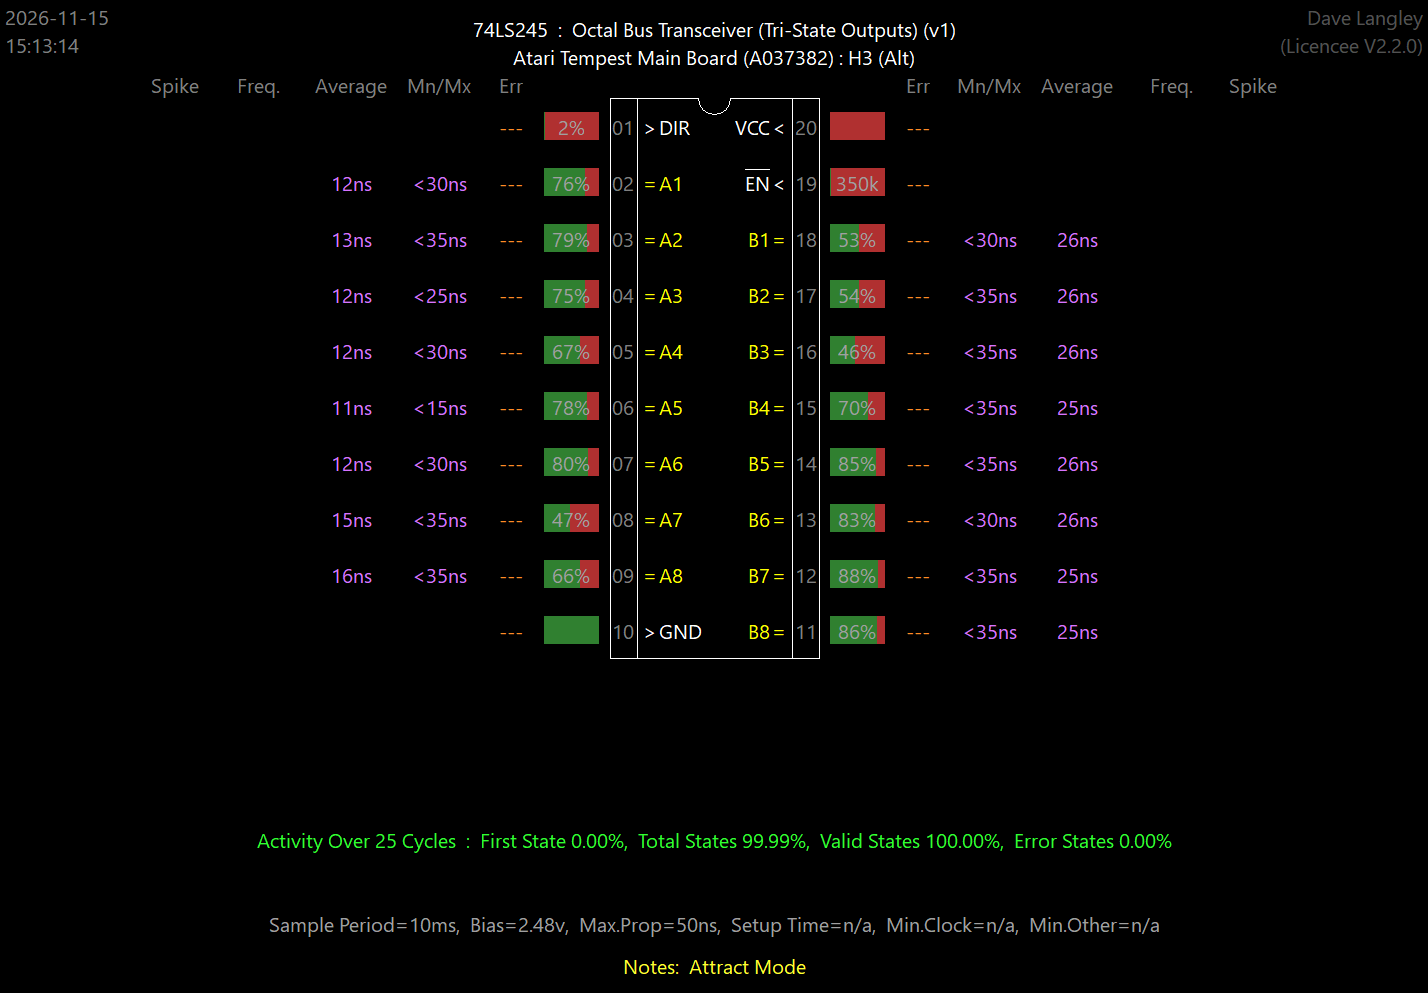 2026-11-15
15:13:14
74LS245 : Octal Bus Transceiver (Tri-State Outputs) (v1)
Atari Tempest Main Board (A037382) : H3 (Alt)
Dave Langley
(Licencee V2.2.0)
Spike Freq. Average Mn/Mx Err Err Mn/Mx Average Freq. Spike
--- 2% 01 > DIR VCC < 20 ---
12ns <30ns --- 76% 02 = A1 EN < 19 350k ---
13ns <35ns --- 79% 03 = A2 B1 = 18 53% --- <30ns 26ns
12ns <25ns --- 75% 04 = A3 B2 = 17 54% --- <35ns 26ns
12ns <30ns --- 67% 05 = A4 B3 = 16 46% --- <35ns 26ns
11ns <15ns --- 78% 06 = A5 B4 = 15 70% --- <35ns 25ns
12ns <30ns --- 80% 07 = A6 B5 = 14 85% --- <35ns 26ns
15ns <35ns --- 47% 08 = A7 B6 = 13 83% --- <30ns 26ns
16ns <35ns --- 66% 09 = A8 B7 = 12 88% --- <35ns 25ns
--- 10 > GND B8 = 11 86% --- <35ns 25ns
Activity Over 25 Cycles : First State 0.00%, Total States 99.99%, Valid States 100.00%, Error States 0.00%
Sample Period=10ms, Bias=2.48v, Max.Prop=50ns, Setup Time=n/a, Min.Clock=n/a, Min.Other=n/a
Notes: Attract Mode